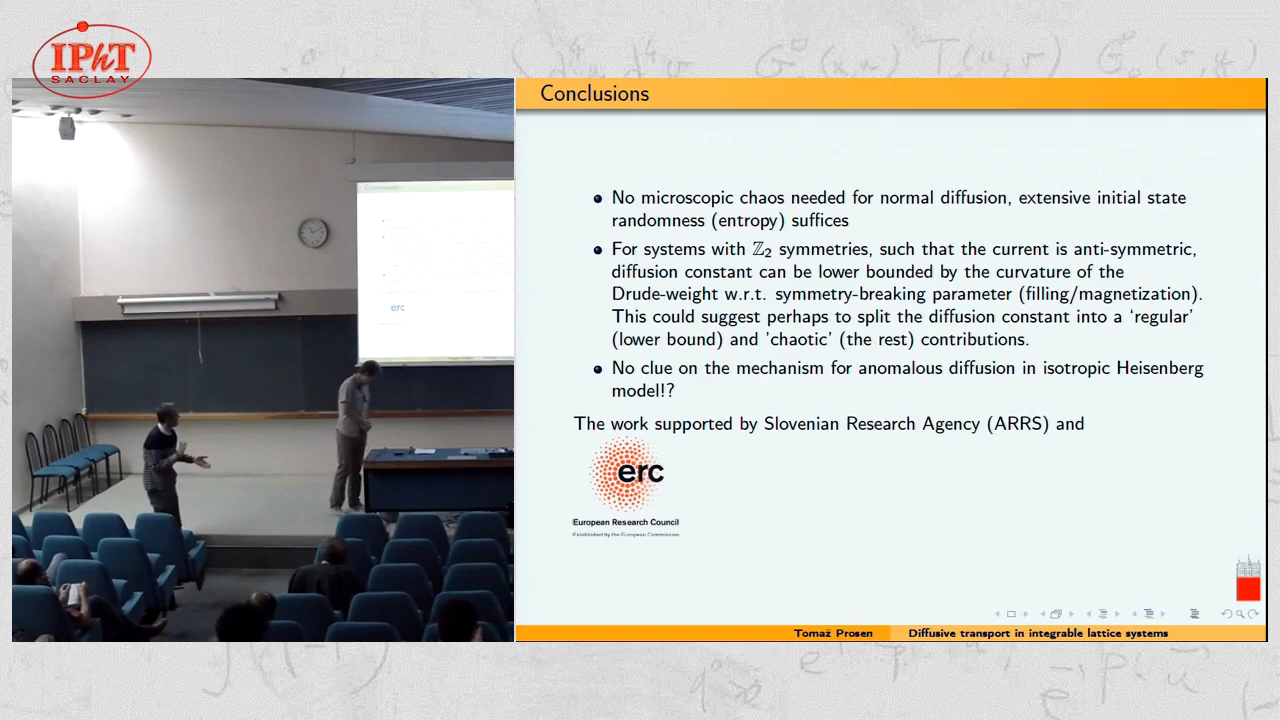 IPhT
SACLAY
Conclusions
No microscopic chaos needed for normal diffusion, extensive initial state
randomness (entropy) suffices
For systems with ℤ₂ symmetries, such that the current is anti-symmetric,
diffusion constant can be lower bounded by the curvature of the
Drude-weight w.r.t. symmetry-breaking parameter (filling/magnetization).
This could suggest perhaps to split the diffusion constant into a ‘regular’
(lower bound) and 'chaotic' (the rest) contributions.
No clue on the mechanism for anomalous diffusion in isotropic Heisenberg
model!?
The work supported by Slovenian Research Agency (ARRS) and
erc
European Research Council
Established by the European Commission
erc
Tomaž Prosen
Diffusive transport in integrable lattice systems